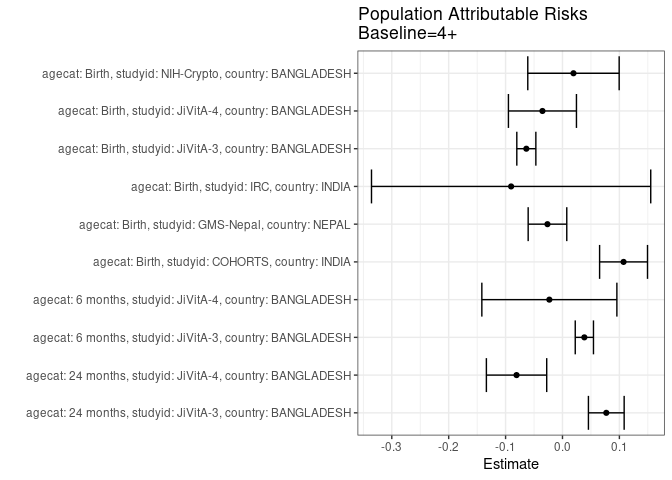 Population Attributable Risks
Baseline=4+
agecat: Birth, studyid: NIH-Crypto, country: BANGLADESH
agecat: Birth, studyid: JiVitA-4, country: BANGLADESH
agecat: Birth, studyid: JiVitA-3, country: BANGLADESH
agecat: Birth, studyid: IRC, country: INDIA
agecat: Birth, studyid: GMS-Nepal, country: NEPAL
agecat: Birth, studyid: COHORTS, country: INDIA
agecat: 6 months, studyid: JiVitA-4, country: BANGLADESH
agecat: 6 months, studyid: JiVitA-3, country: BANGLADESH
agecat: 24 months, studyid: JiVitA-4, country: BANGLADESH
agecat: 24 months, studyid: JiVitA-3, country: BANGLADESH
-0.3 -0.2 -0.1 0.0 0.1
Estimate